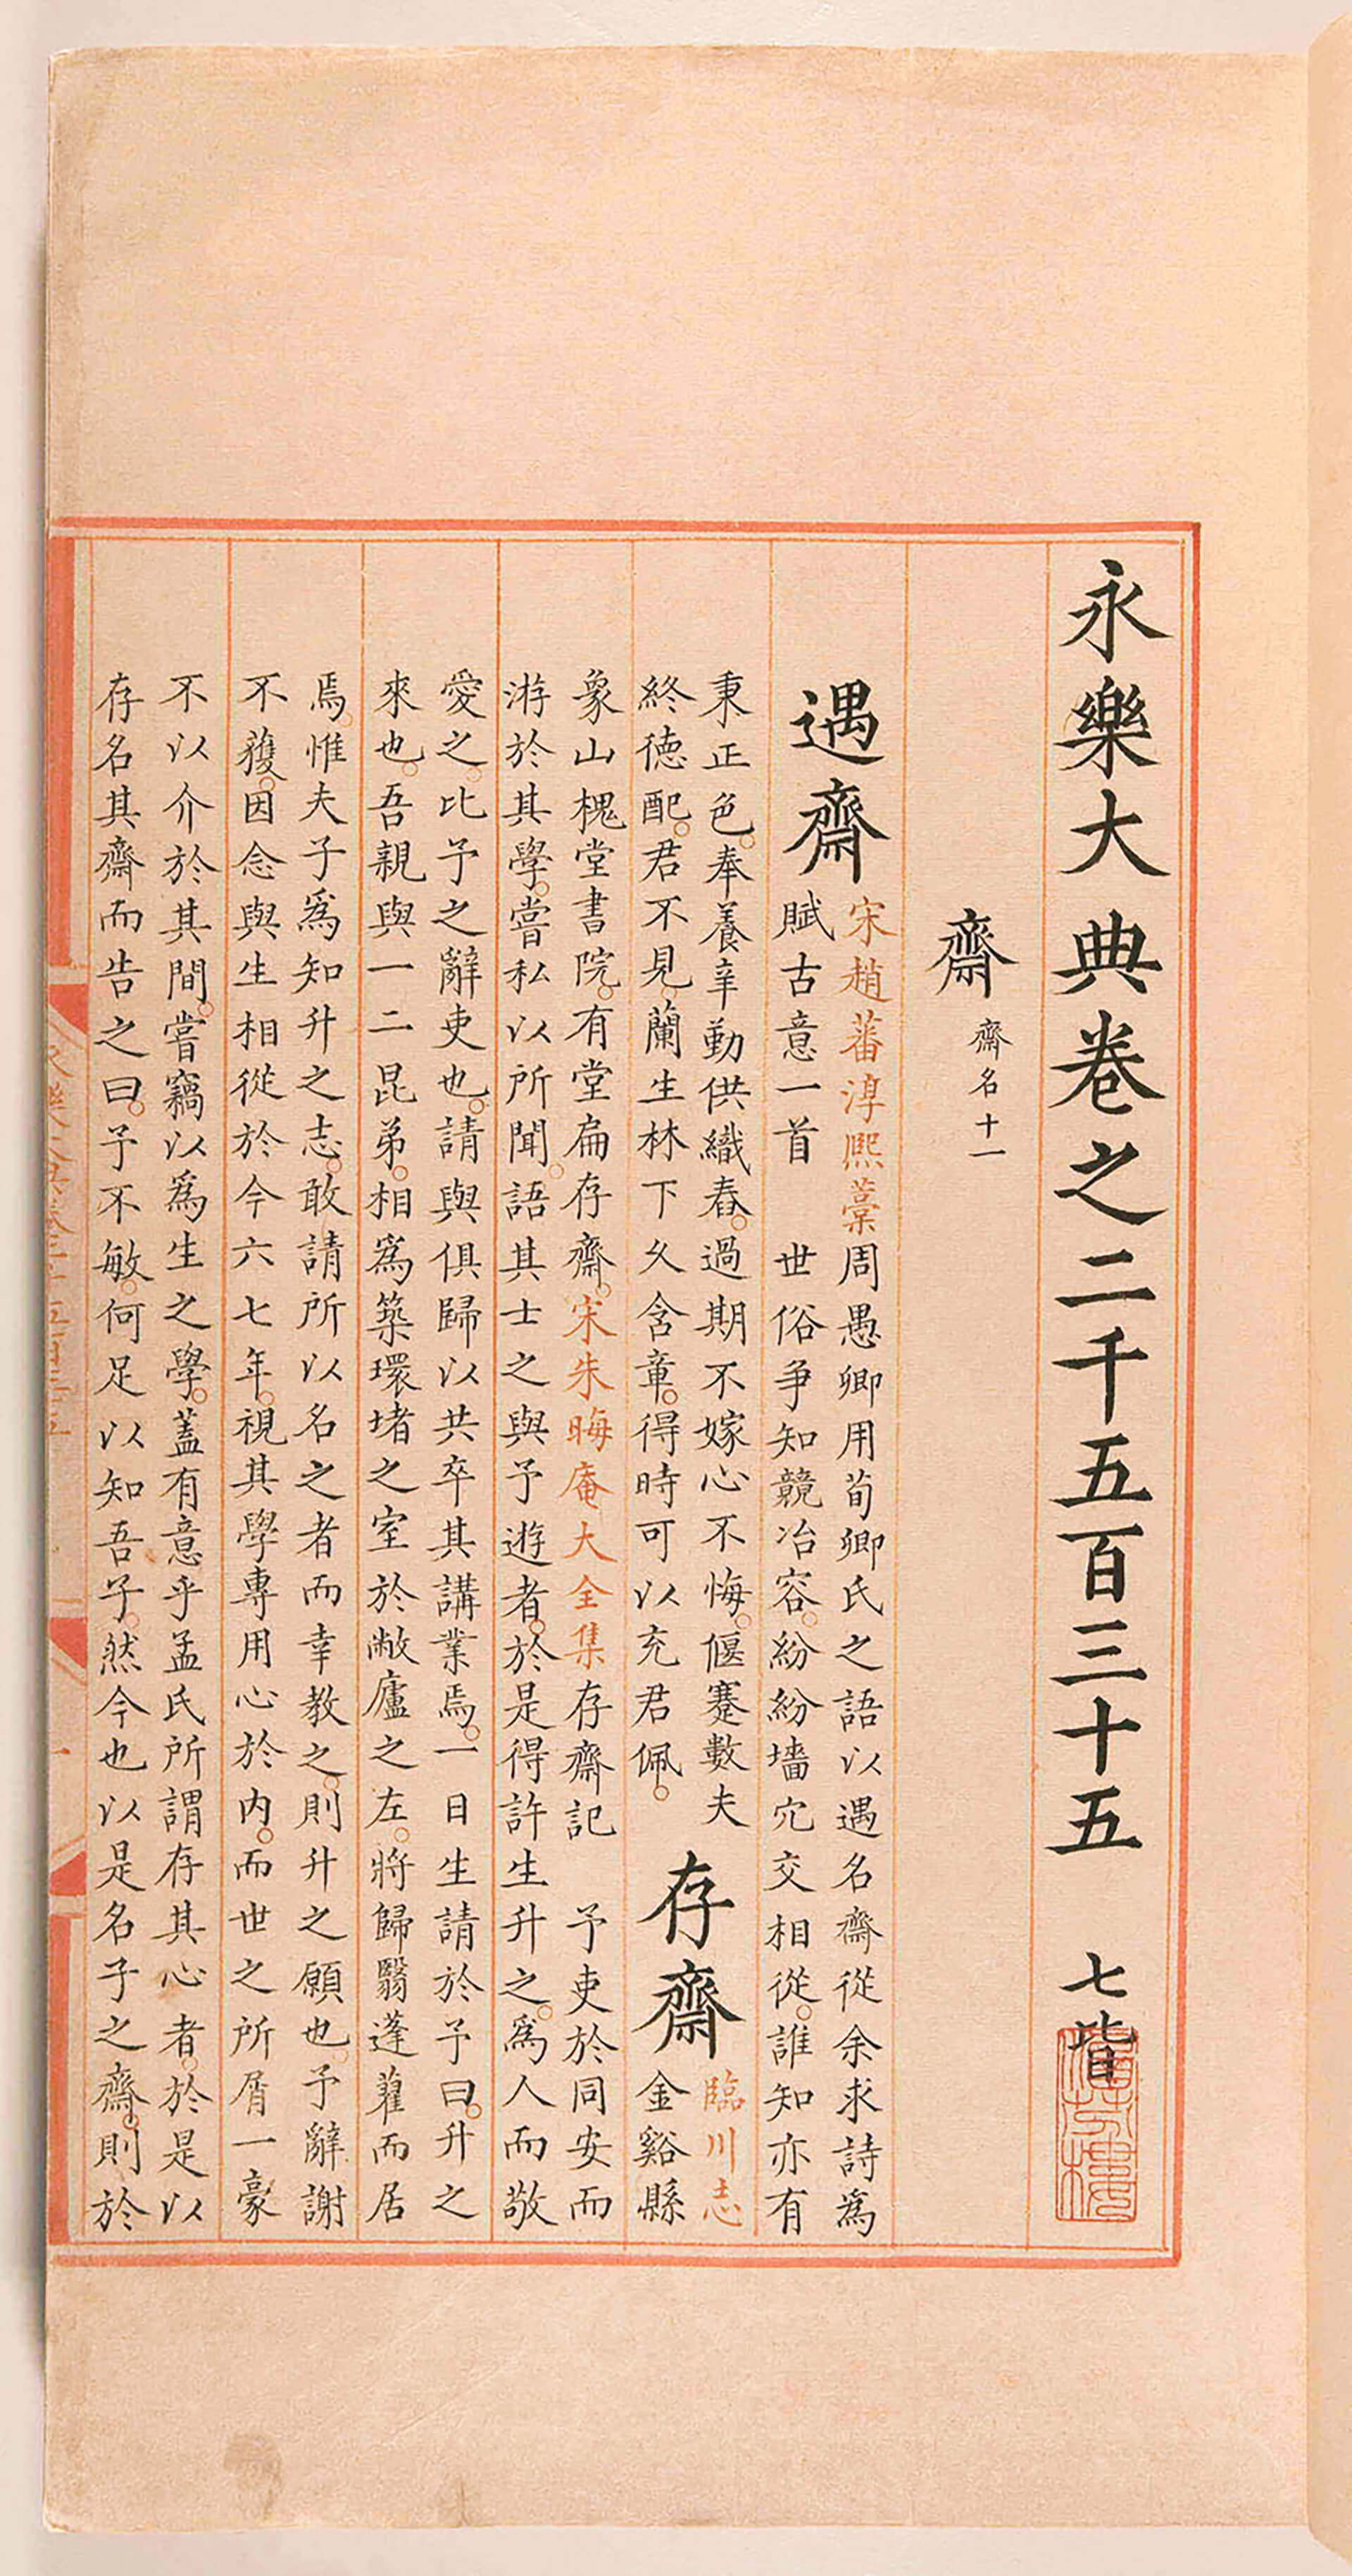 永樂大典卷之二千五百三十五　七皆
齋　齋名十一
遇齋　宋趙蕃淳熙藁周愚卿用荀卿氏之語以遇名齋從余求詩爲
賦古意一首　世俗爭知競冶容紛紛墻穴交相從誰知亦有
秉正色奉養辛勤供織舂過期不嫁心不悔偃蹇數夫
終德配君不見蘭生林下久含章得時可以充君佩　存齋　臨川志
金谿縣
象山槐堂書院有堂扁存齋宋朱晦庵大全集存齋記　予吏於同安而
游於其學嘗私以所聞語其士之與予遊者於是得許生升之爲人而敬
愛之比予之辭吏也請與俱歸以共卒其講業焉一日生請於予曰升之
來也吾親與一二昆弟相爲築環堵之室於敝廬之左將歸翳蓬藋而居
焉惟夫子爲知升之志敢請所以名之者而幸教之則升之願也予辭謝
不獲因念與生相從於今六七年視其學專用心於内而世之所屑一豪
不以介於其間嘗竊以爲生之學蓋有意乎孟氏所謂存其心者於是以
存名其齋而告之曰予不敏何足以知吾子然今也以是名子之齋則於